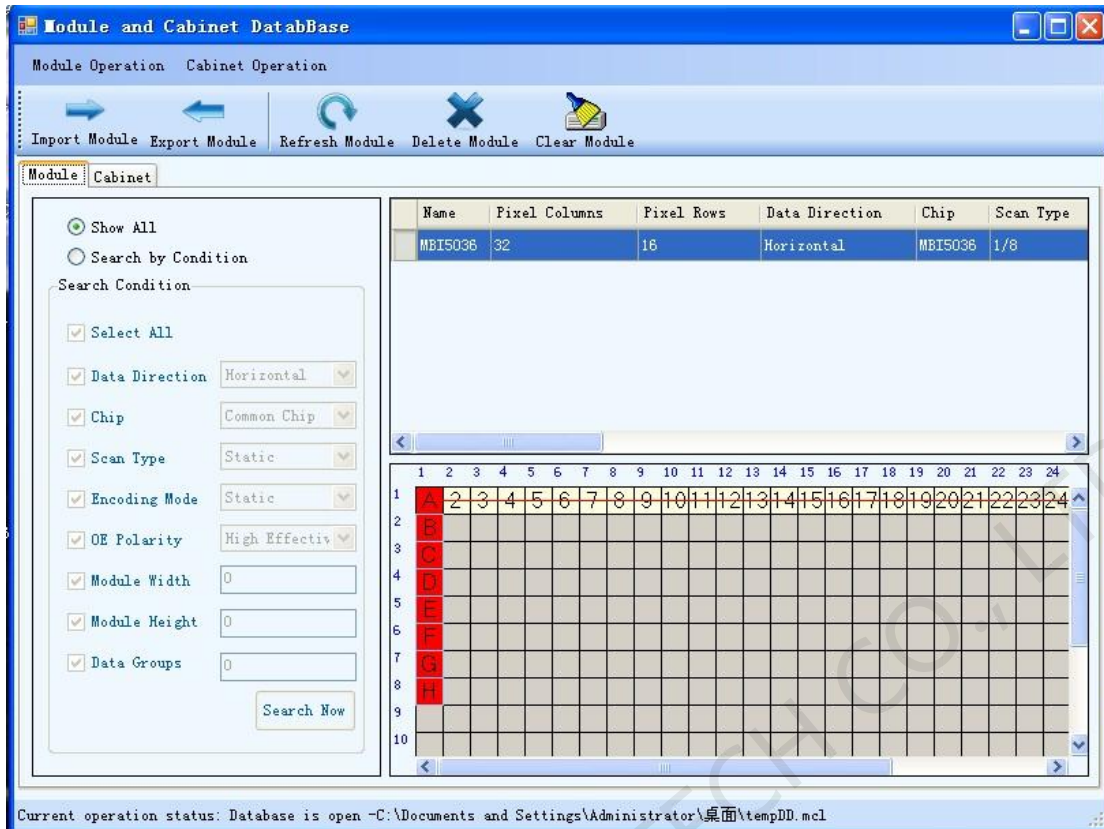 Module and Cabinet DatabBase
Module Operation Cabinet Operation
Import Module Export Module Refresh Module Delete Module Clear Module
Module Cabinet
Show All
Search by Condition
Search Condition
Select All
Data Direction Horizontal
Chip Common Chip
Scan Type Static
Encoding Mode Static
OE Polarity High Effectiv
Module Width 0
Module Height 0
Data Groups 0
Search Now
Name Pixel Columns Pixel Rows Data Direction Chip Scan Type
MBI5036 32 16 Horizontal MBI5036 1/8
1 2 3 4 5 6 7 8 9 10 11 12 13 14 15 16 17 18 19 20 21 22 23 24
1 A 2 3 4 5 6 7 8 9 10 11 12 13 14 15 16 17 18 19 20 21 22 23 24
2 B
3 C
4 D
5 E
6 F
7 G
8 H
9
10
TECH CO.,
Current operation status: Database is open -C:\Documents and Settings\Administrator\桌面\tempDD.mcl